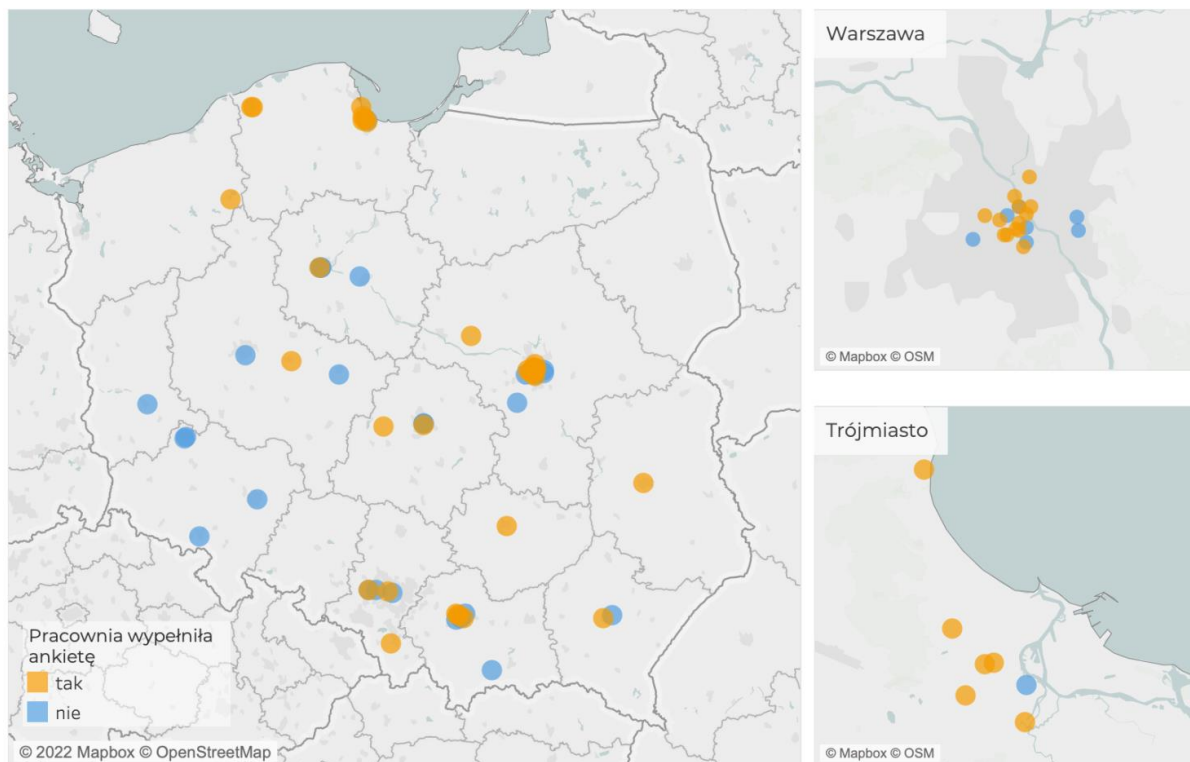 Warszawa
© Mapbox © OSM
Trójmiasto
© Mapbox © OSM
Pracownia wypełniła
ankietę
tak
nie
© 2022 Mapbox © OpenStreetMap